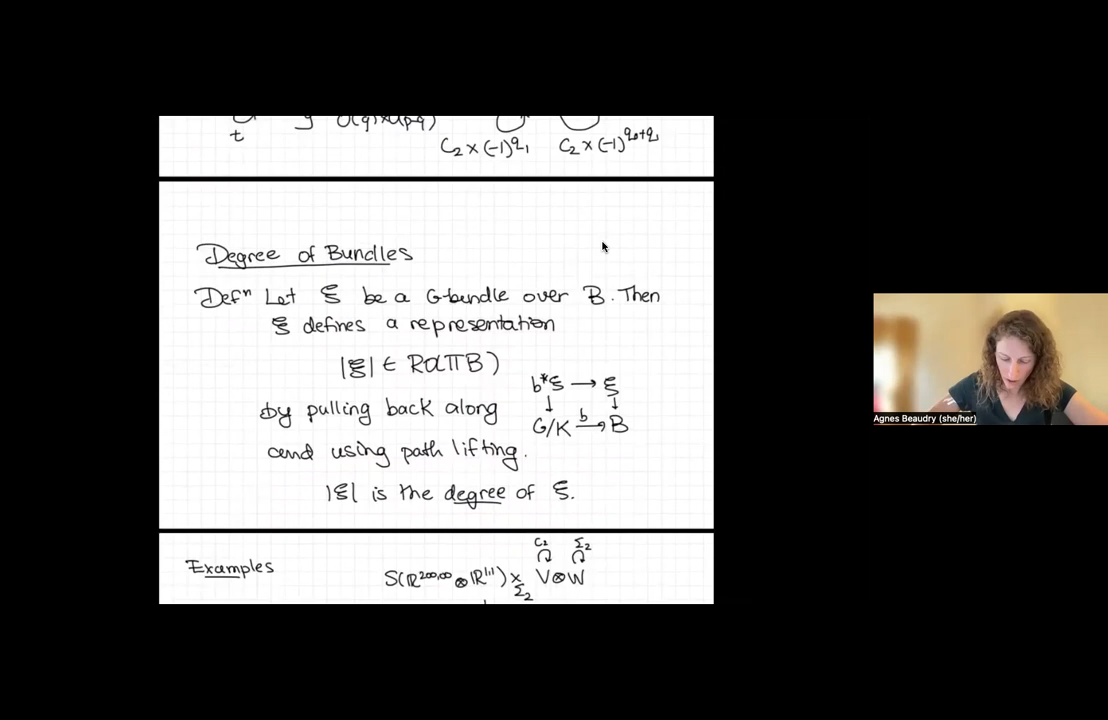 t
C₂ × (-1)^q₁ C₂ × (-1)^q₀+q₁
Degree of Bundles
Defⁿ Let ξ be a G-bundle over B. Then
ξ defines a representation
|ξ| ∈ RO(ΠB)
b*ξ → ξ
↓ ↓
by pulling back along G/K →b B
and using path lifting.
|ξ| is the degree of ξ.
C₂ Σ₂
Examples S(ℝ^2∞,∞ ⊗ ℝ^1,1) ×_Σ₂ V⊗W
Agnes Beaudry (she/her)